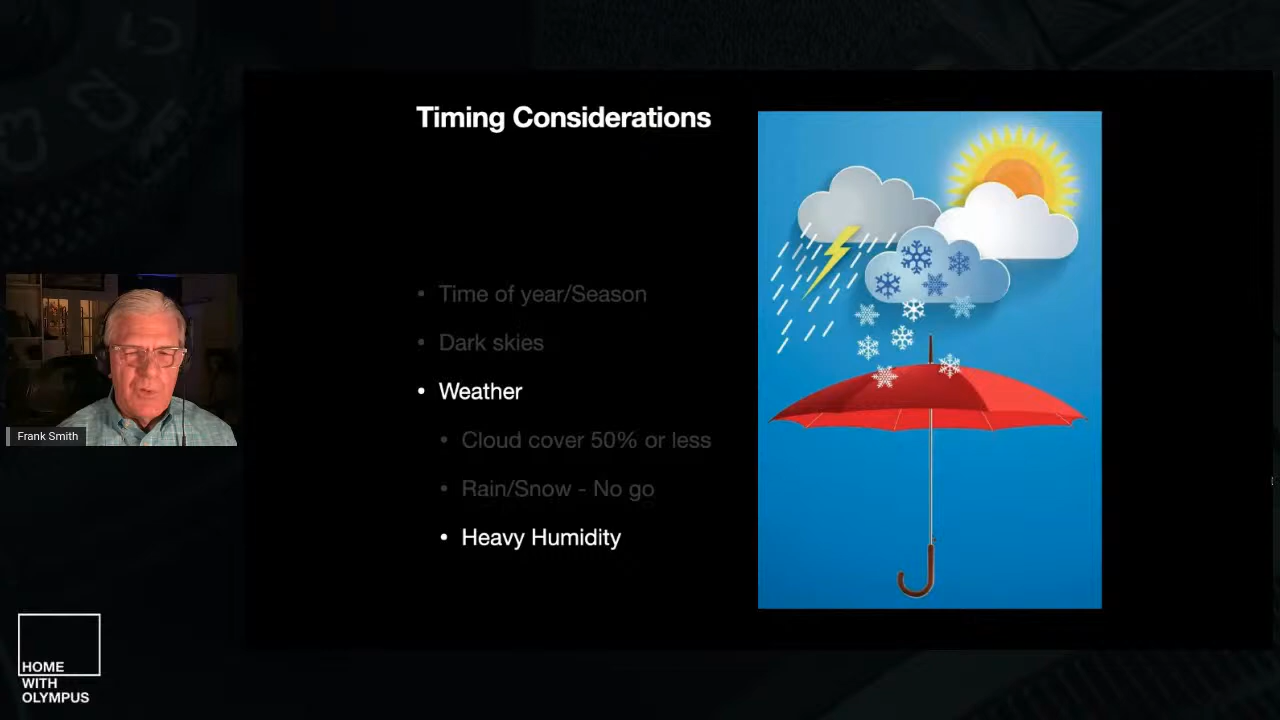 Timing Considerations
• Time of year/Season
• Dark skies
• Weather
• Cloud cover 50% or less
• Rain/Snow - No go
• Heavy Humidity
Frank Smith
HOME
WITH
OLYMPUS